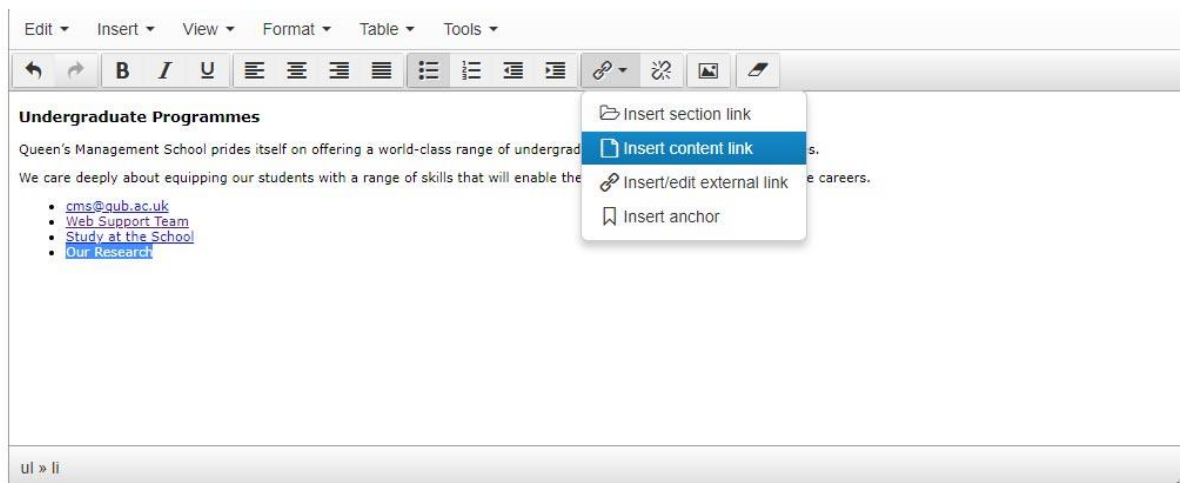 Edit Insert View Format Table Tools
B I U
Undergraduate Programmes
Insert section link
Queen's Management School prides itself on offering a world-class range of undergrad
Insert content link
s.
We care deeply about equipping our students with a range of skills that will enable the
Insert/edit external link
e careers.
cms@qub.ac.uk
Insert anchor
Web Support Team
Study at the School
Our Research
ul » li